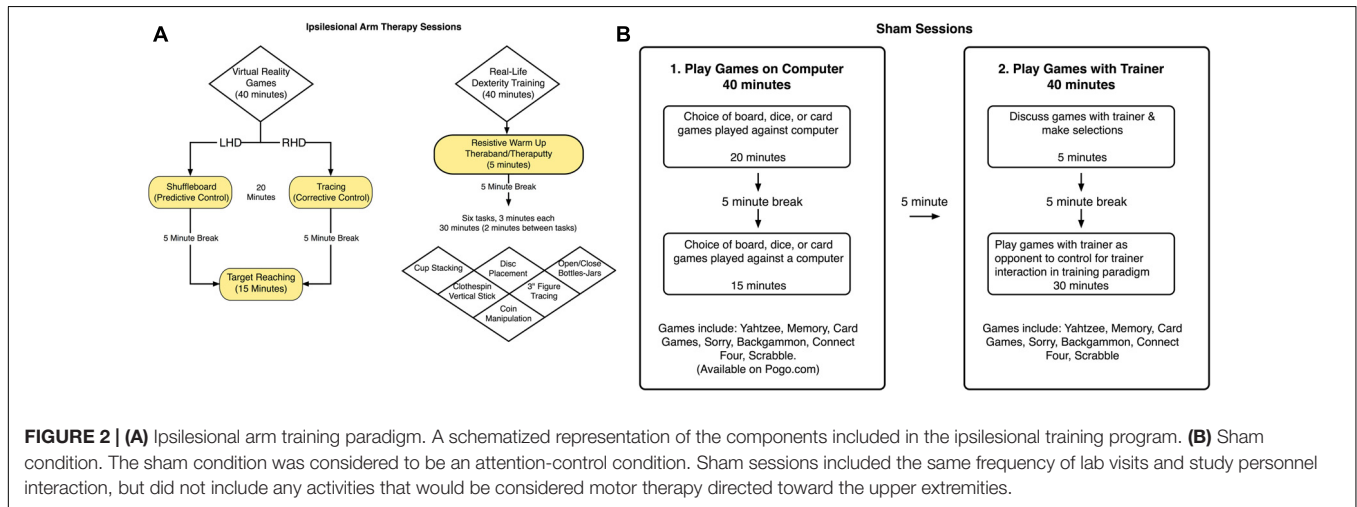 A
Ipsilesional Arm Therapy Sessions
Virtual Reality
Games
(40 minutes)
LHD
RHD
Shuffleboard
(Predictive Control)
20
Minutes
Tracing
(Corrective Control)
5 Minute Break
5 Minute Break
Target Reaching
(15 Minutes)
Real-Life
Dexterity Training
(40 minutes)
Resistive Warm Up
Theraband/Theraputty
(5 minutes)
5 Minute Break
Six tasks, 3 minutes each
30 minutes (2 minutes between tasks)
Cup Stacking
Disc
Placement
Open/Close
Bottles-Jars
Clothespin
Vertical Stick
3" Figure
Tracing
Coin
Manipulation
B
Sham Sessions
1. Play Games on Computer
40 minutes
Choice of board, dice, or card
games played against computer
20 minutes
5 minute break
Choice of board, dice, or card
games played against a computer
15 minutes
Games include: Yahtzee, Memory, Card
Games, Sorry, Backgammon, Connect
Four, Scrabble.
(Available on Pogo.com)
5 minute
2. Play Games with Trainer
40 minutes
Discuss games with trainer &
make selections
5 minutes
5 minute break
Play games with trainer as
opponent to control for trainer
interaction in training paradigm
30 minutes
Games include: Yahtzee, Memory, Card
Games, Sorry, Backgammon, Connect
Four, Scrabble
FIGURE 2 | (A) Ipsilesional arm training paradigm. A schematized representation of the components included in the ipsilesional training program. (B) Sham
condition. The sham condition was considered to be an attention-control condition. Sham sessions included the same frequency of lab visits and study personnel
interaction, but did not include any activities that would be considered motor therapy directed toward the upper extremities.